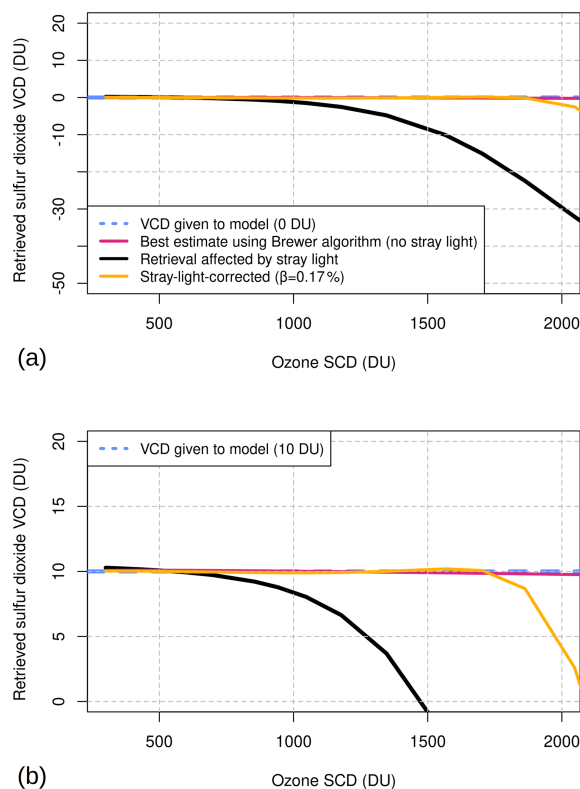 20
10
0
-10
-30
-50
Retrieved sulfur dioxide VCD (DU)
VCD given to model (0 DU)
Best estimate using Brewer algorithm (no stray light)
Retrieval affected by stray light
Stray-light-corrected (β=0.17%)
500
1000
1500
2000
(a)
Ozone SCD (DU)
20
15
10
5
0
Retrieved sulfur dioxide VCD (DU)
VCD given to model (10 DU)
500
1000
1500
2000
(b)
Ozone SCD (DU)